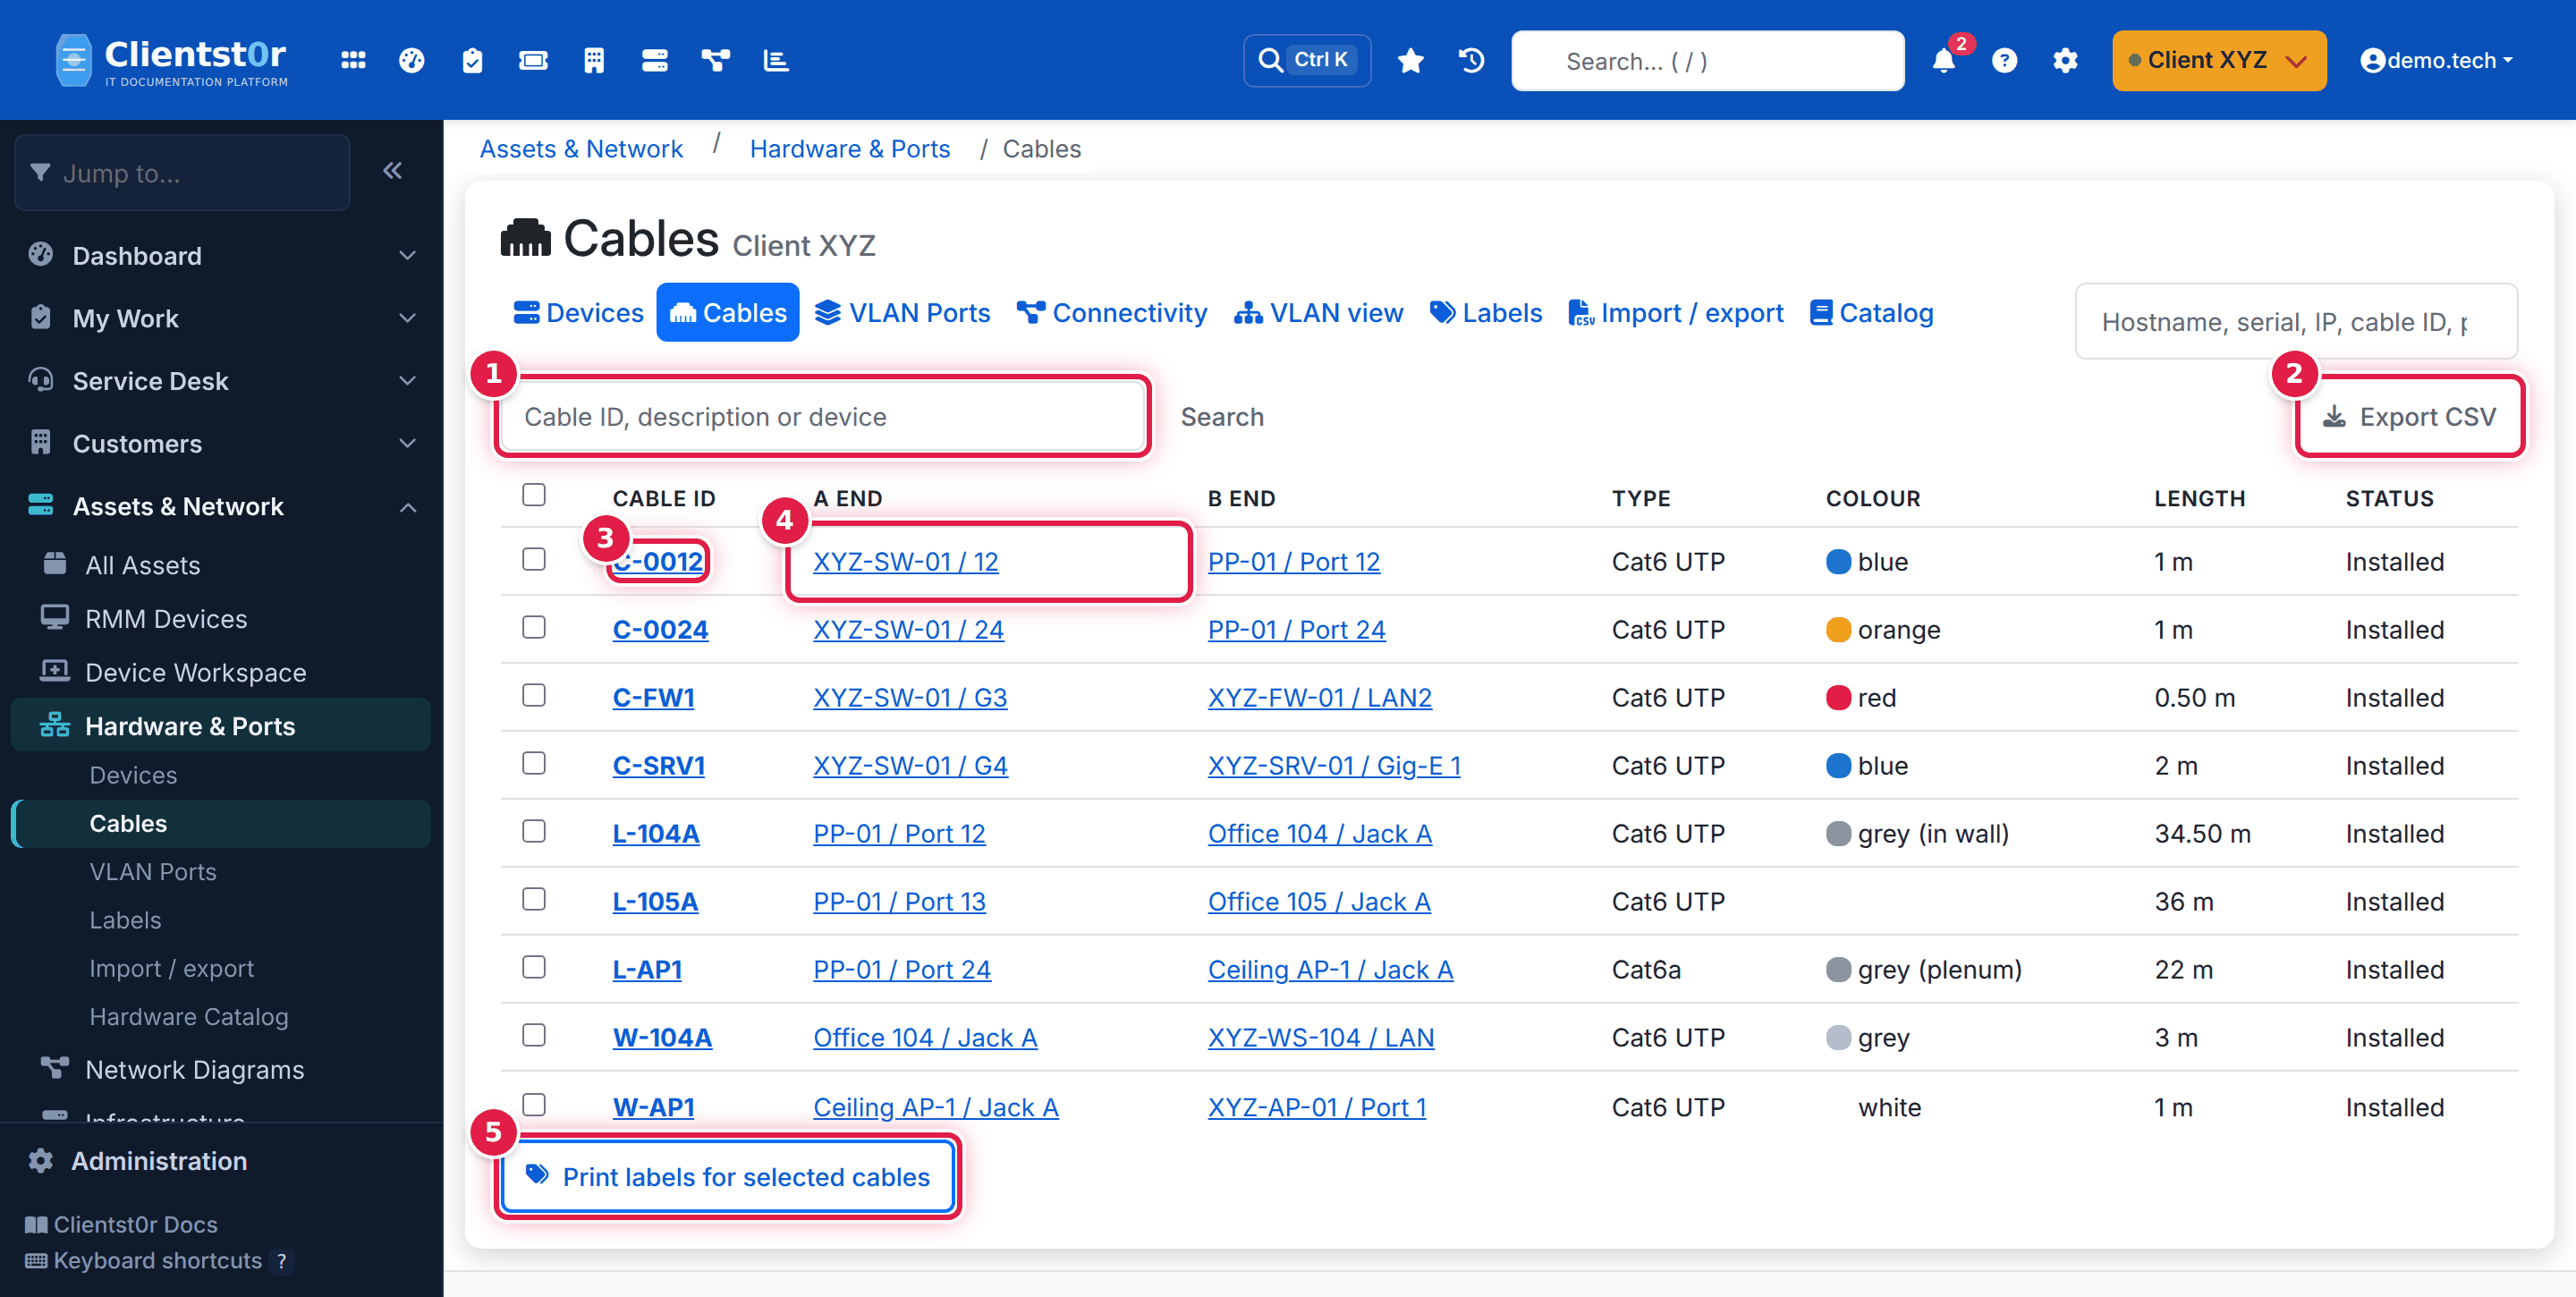 Clientst0r
IT DOCUMENTATION PLATFORM
Ctrl K
Search... ( / )
2
?
Client XYZ
demo.tech
Jump to...
Dashboard
My Work
Service Desk
Customers
Assets & Network
All Assets
RMM Devices
Device Workspace
Hardware & Ports
Devices
Cables
VLAN Ports
Labels
Import / export
Hardware Catalog
Network Diagrams
Infrastructure
Administration
Clientst0r Docs
Keyboard shortcuts ?
Assets & Network / Hardware & Ports / Cables
Cables Client XYZ
Devices Cables VLAN Ports Connectivity VLAN view Labels CSV Import / export Catalog
Hostname, serial, IP, cable ID,
1
Cable ID, description or device
Search
2
Export CSV
CABLE ID A END B END TYPE COLOUR LENGTH STATUS
3
4
C-0012 XYZ-SW-01 / 12 PP-01 / Port 12 Cat6 UTP blue 1 m Installed
C-0024 XYZ-SW-01 / 24 PP-01 / Port 24 Cat6 UTP orange 1 m Installed
C-FW1 XYZ-SW-01 / G3 XYZ-FW-01 / LAN2 Cat6 UTP red 0.50 m Installed
C-SRV1 XYZ-SW-01 / G4 XYZ-SRV-01 / Gig-E 1 Cat6 UTP blue 2 m Installed
L-104A PP-01 / Port 12 Office 104 / Jack A Cat6 UTP grey (in wall) 34.50 m Installed
L-105A PP-01 / Port 13 Office 105 / Jack A Cat6 UTP 36 m Installed
L-AP1 PP-01 / Port 24 Ceiling AP-1 / Jack A Cat6a grey (plenum) 22 m Installed
W-104A Office 104 / Jack A XYZ-WS-104 / LAN Cat6 UTP grey 3 m Installed
W-AP1 Ceiling AP-1 / Jack A XYZ-AP-01 / Port 1 Cat6 UTP white 1 m Installed
5
Print labels for selected cables